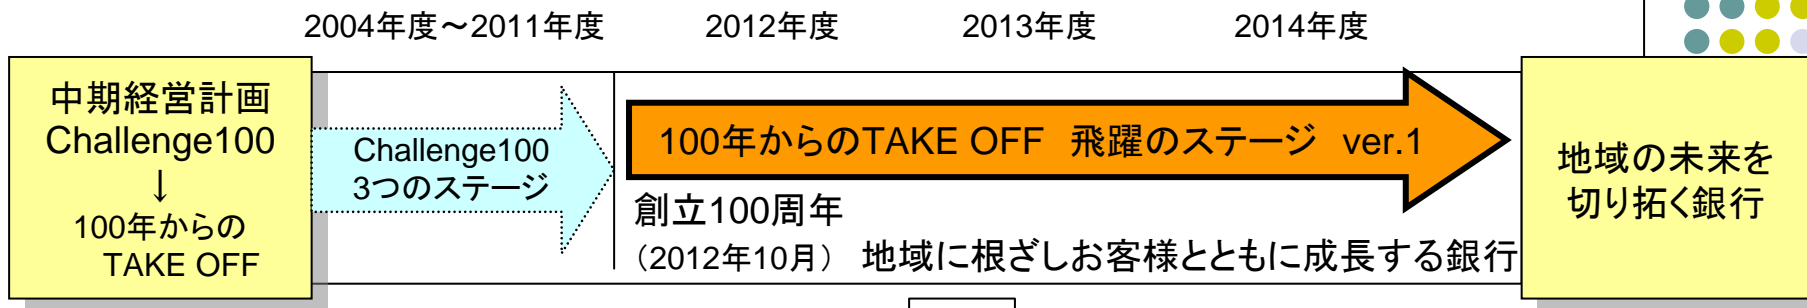 2004年度～2011年度 2012年度 2013年度 2014年度
中期経営計画
Challenge100
↓
100年からの
TAKE OFF
Challenge100
3つのステージ
100年からのTAKE OFF 飛躍のステージ ver.1
創立100周年
（2012年10月） 地域に根ざしお客様とともに成長する銀行
地域の未来を
切り拓く銀行